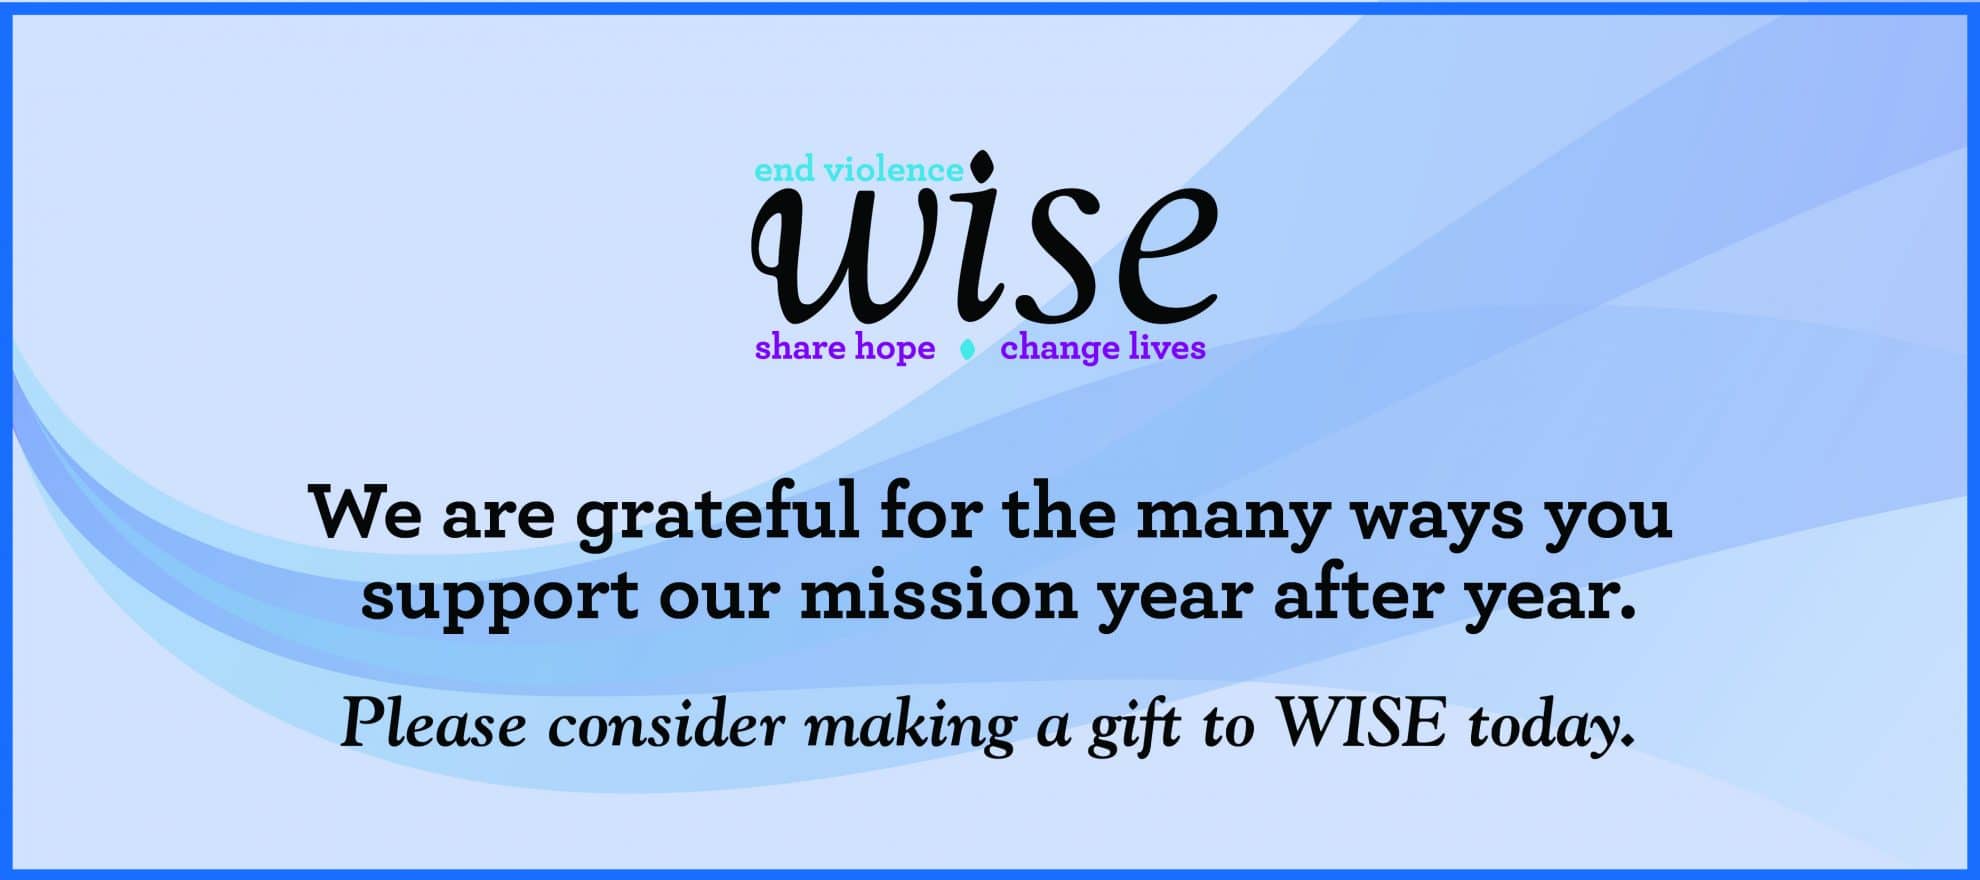 end violence
wise
share hope change lives
We are grateful for the many ways you
support our mission year after year.
Please consider making a gift to WISE today.